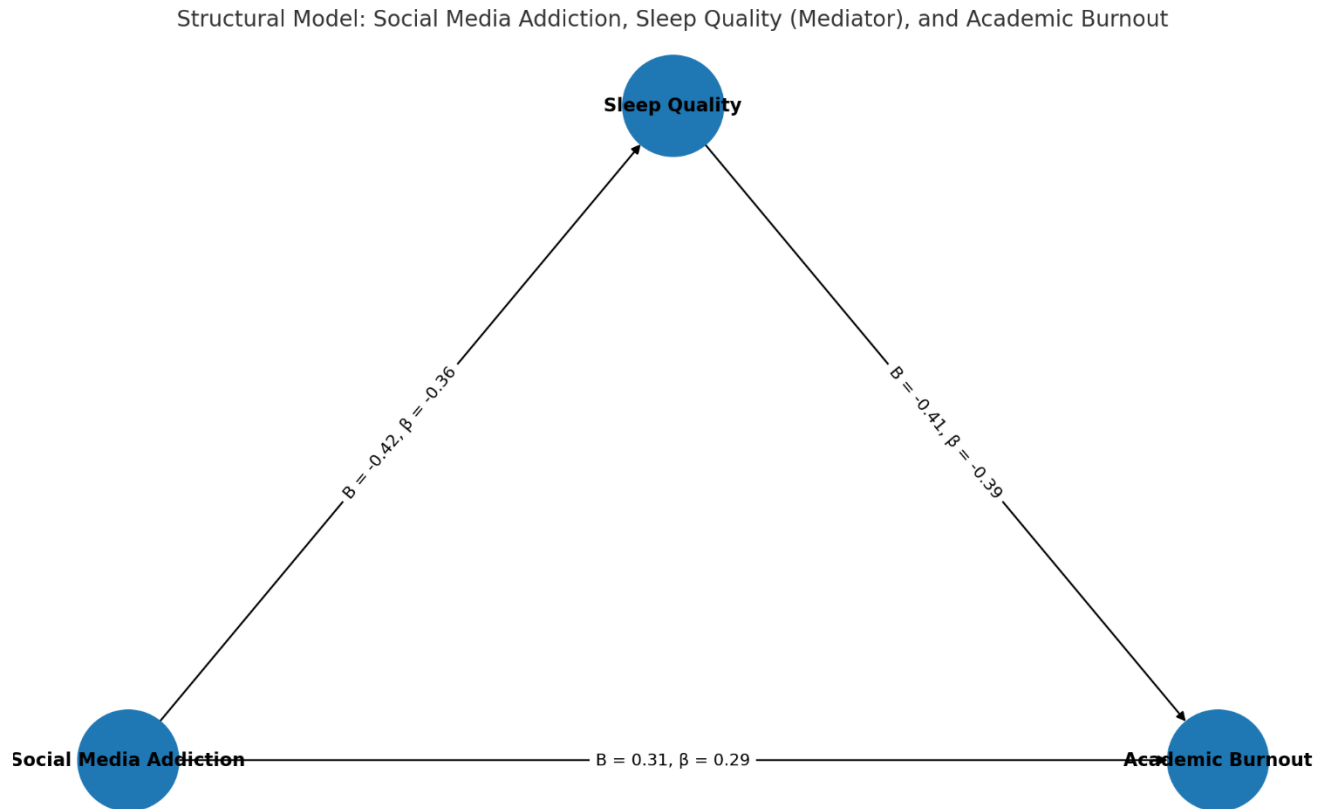 Structural Model: Social Media Addiction, Sleep Quality (Mediator), and Academic Burnout
Sleep Quality
B = -0.42, β = -0.36
B = -0.41, β = -0.39
Social Media Addiction
B = 0.31, β = 0.29
Academic Burnout